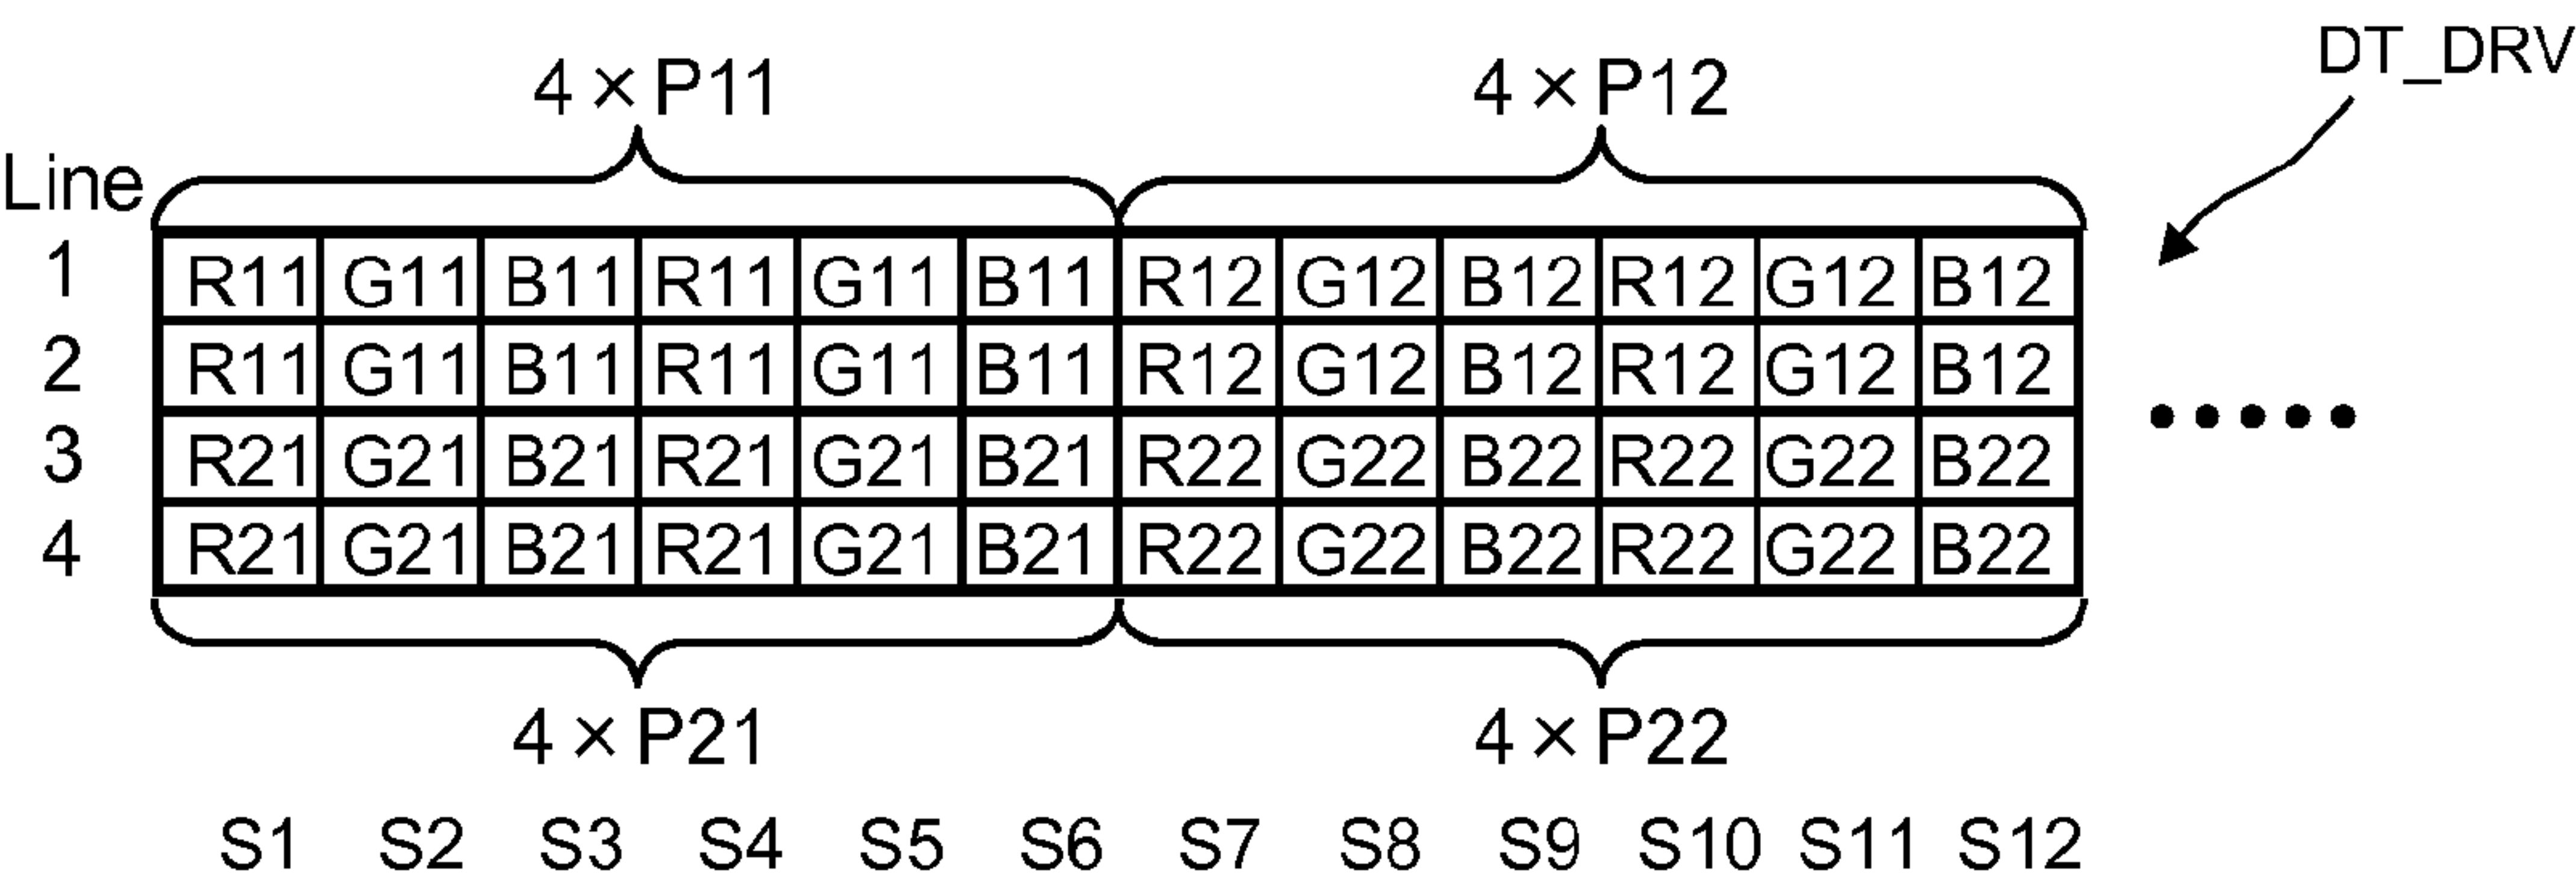 DT_DRV
4 × P11 4 × P12
Line
1 R11 G11 B11 R11 G11 B11 R12 G12 B12 R12 G12 B12
2 R11 G11 B11 R11 G11 B11 R12 G12 B12 R12 G12 B12
3 R21 G21 B21 R21 G21 B21 R22 G22 B22 R22 G22 B22
4 R21 G21 B21 R21 G21 B21 R22 G22 B22 R22 G22 B22
4 × P21 4 × P22
S1 S2 S3 S4 S5 S6 S7 S8 S9 S10 S11 S12